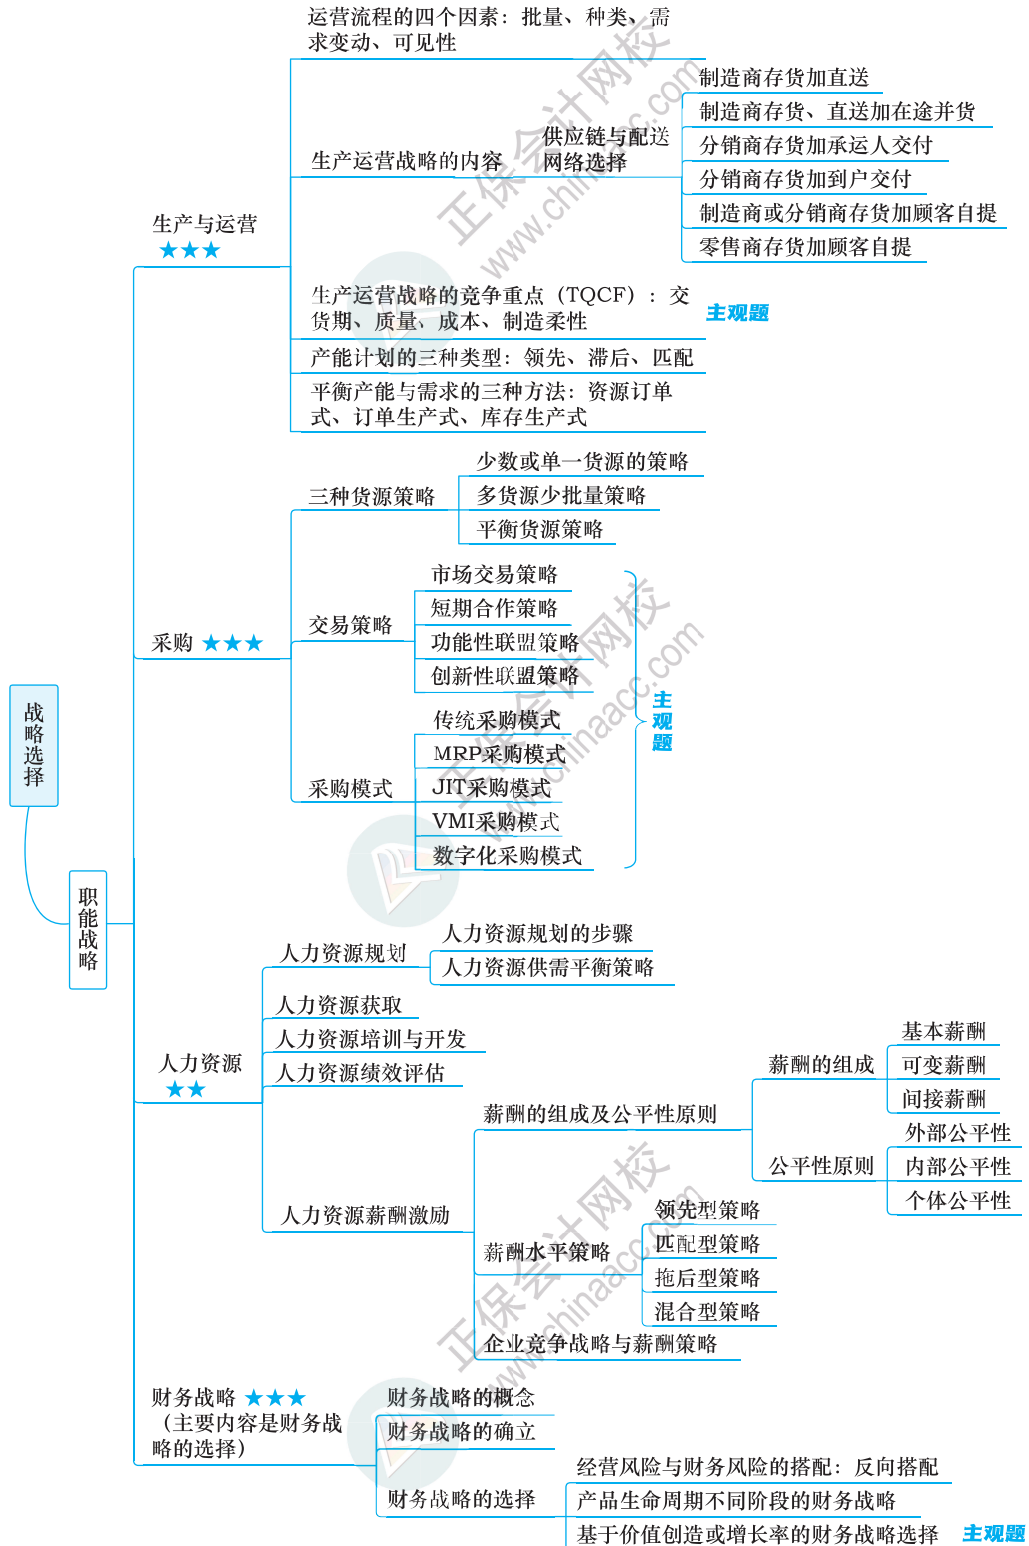 运营流程的四个因素：批量、种类、需
求变动、可见性
生产运营战略的内容
供应链与配送
网络选择
制造商存货加直送
制造商存货、直送加在途并货
分销商存货加承运人交付
分销商存货加到户交付
制造商或分销商存货加顾客自提
零售商存货加顾客自提
生产与运营
★★★
生产运营战略的竞争重点（TQCF）：交
货期、质量、成本、制造柔性
主观题
产能计划的三种类型：领先、滞后、匹配
平衡产能与需求的三种方法：资源订单
式、订单生产式、库存生产式
三种货源策略
少数或单一货源的策略
多货源少批量策略
平衡货源策略
采购 ★★★
交易策略
市场交易策略
短期合作策略
功能性联盟策略
创新性联盟策略
采购模式
传统采购模式
MRP采购模式
JIT采购模式
VMI采购模式
数字化采购模式
主观题
战略选择
职能战略
人力资源规划
人力资源规划的步骤
人力资源供需平衡策略
人力资源获取
人力资源培训与开发
人力资源绩效评估
人力资源
★★
人力资源薪酬激励
薪酬的组成及公平性原则
薪酬的组成
基本薪酬
可变薪酬
间接薪酬
公平性原则
外部公平性
内部公平性
个体公平性
薪酬水平策略
领先型策略
匹配型策略
拖后型策略
混合型策略
企业竞争战略与薪酬策略
财务战略 ★★★
（主要内容是财务战
略的选择）
财务战略的概念
财务战略的确立
财务战略的选择
经营风险与财务风险的搭配：反向搭配
产品生命周期不同阶段的财务战略
基于价值创造或增长率的财务战略选择
主观题
正保会计网校
www.chinaacc.com
正保会计网校
www.chinaacc.com
正保会计网校
www.chinaacc.com